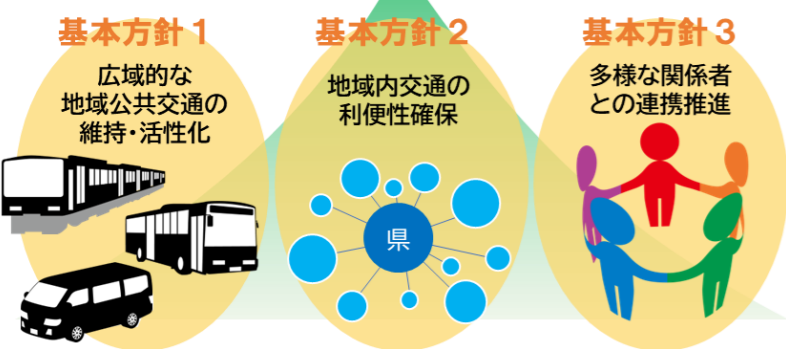 基本方針1
広域的な
地域公共交通の
維持・活性化
基本方針2
地域内交通の
利便性確保
県
基本方針3
多様な関係者
との連携推進